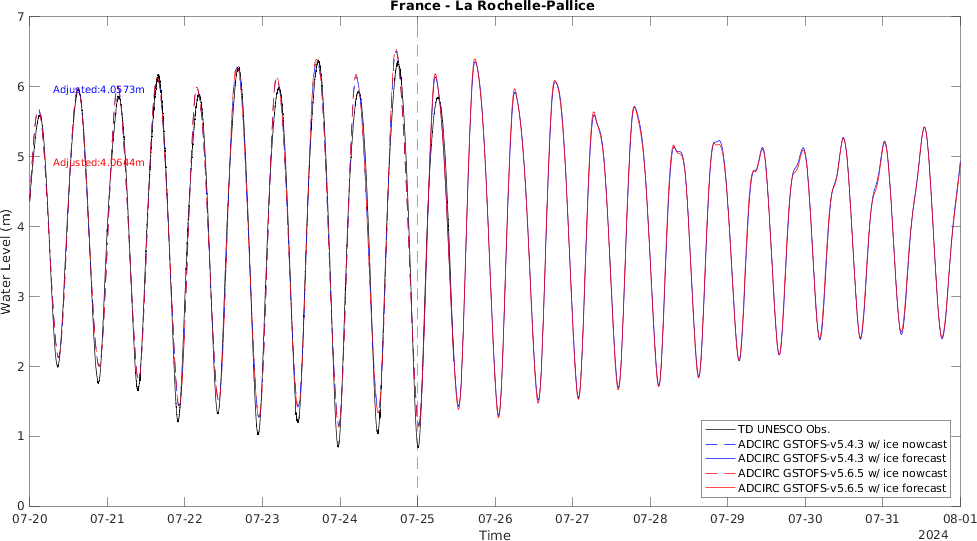 France - La Rochelle-Pallice
7
6
5
4
3
2
1
0
Water Level (m)
Adjusted:4.0573m
Adjusted:4.0644m
TD UNESCO Obs.
ADCIRC GSTOFS-v5.4.3 w/ ice nowcast
ADCIRC GSTOFS-v5.4.3 w/ ice forecast
ADCIRC GSTOFS-v5.6.5 w/ ice nowcast
ADCIRC GSTOFS-v5.6.5 w/ ice forecast
07-20 07-21 07-22 07-23 07-24 07-25 07-26 07-27 07-28 07-29 07-30 07-31 08-01
Time
2024